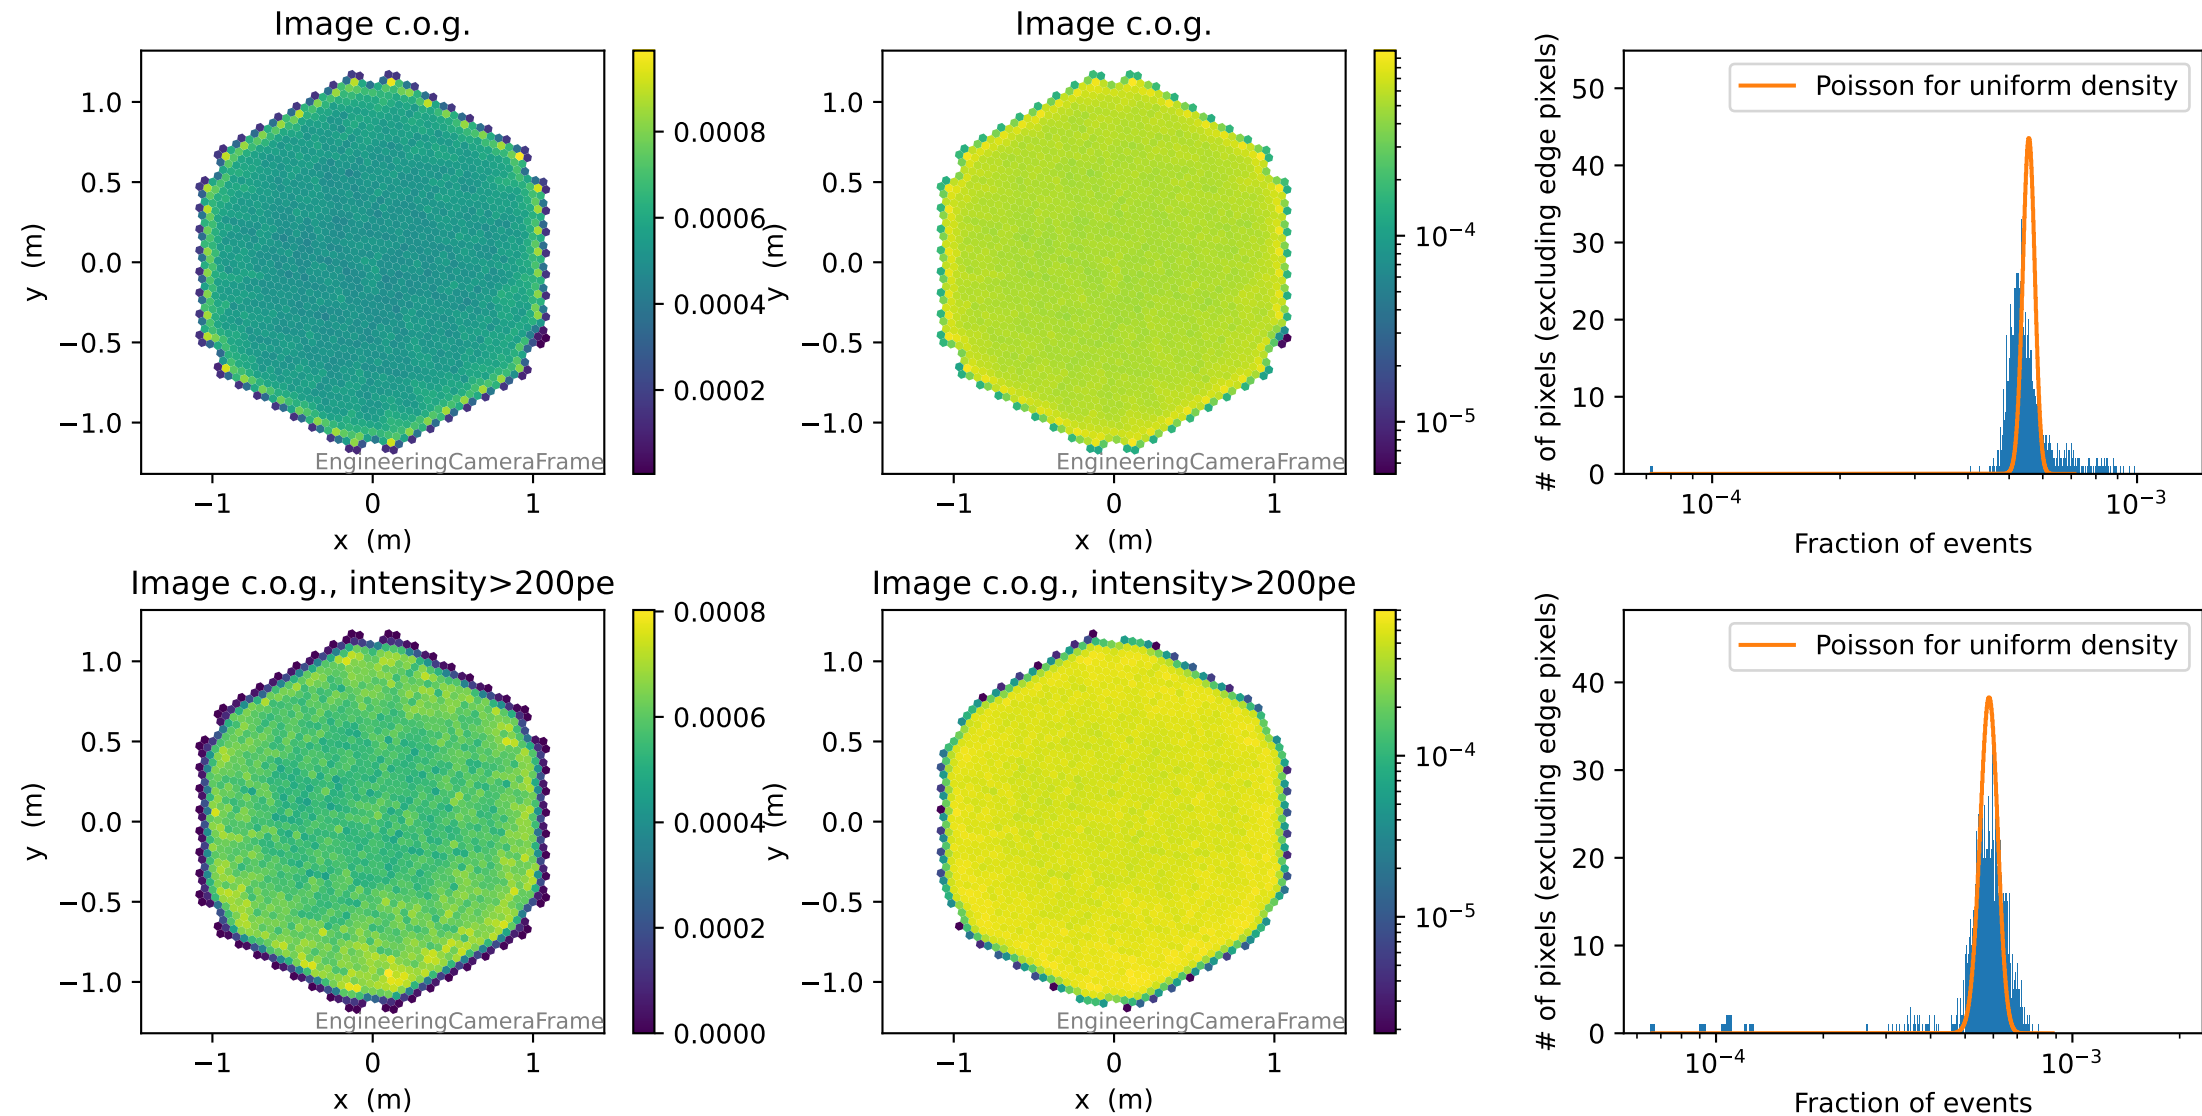 Image c.o.g.
1.0
0.5
0.0
−0.5
−1.0
y (m)
−1
0
1
x (m)
EngineeringCameraFrame
0.0008
0.0006
0.0004
0.0002
Image c.o.g.
1.0
0.5
0.0
−0.5
−1.0
y (m)
−1
0
1
x (m)
EngineeringCameraFrame
10−4
10−5
Poisson for uniform density
50
40
30
20
10
0
# of pixels (excluding edge pixels)
10−4
10−3
Fraction of events
Image c.o.g., intensity>200pe
1.0
0.5
0.0
−0.5
−1.0
y (m)
−1
0
1
x (m)
EngineeringCameraFrame
0.0008
0.0006
0.0004
0.0002
0.0000
Image c.o.g., intensity>200pe
1.0
0.5
0.0
−0.5
−1.0
y (m)
−1
0
1
x (m)
EngineeringCameraFrame
10−4
10−5
Poisson for uniform density
40
30
20
10
0
# of pixels (excluding edge pixels)
10−4
10−3
Fraction of events